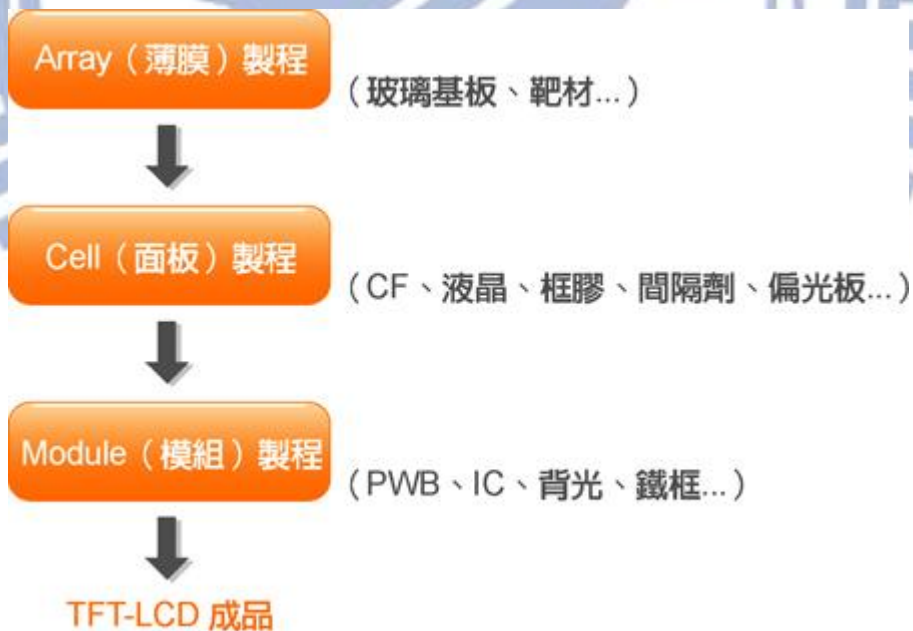 Array（薄膜）製程
（玻璃基板、靶材...）
Cell（面板）製程
（CF、液晶、框膠、間隔劑、偏光板...）
Module（模組）製程
（PWB、IC、背光、鐵框...）
TFT-LCD 成品